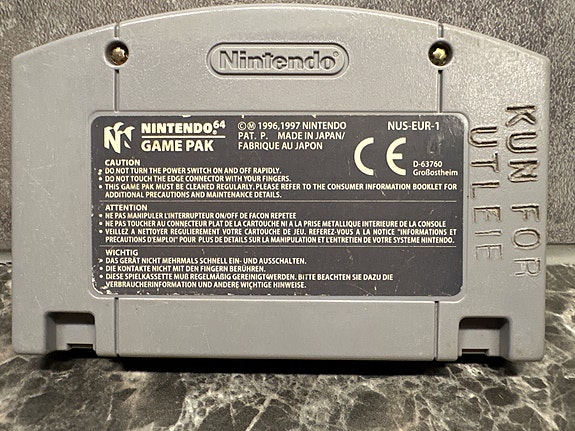 Nintendo®
NINTENDO.64
GAME PAK
©Ⓜ 1996,1997 NINTENDO
PAT. P. MADE IN JAPAN/
FABRIQUE AU JAPON
NUS-EUR-1
CE
D-63760
Großostheim
CAUTION
DO NOT TURN THE POWER SWITCH ON AND OFF RAPIDLY.
• DO NOT TOUCH THE EDGE CONNECTOR WITH YOUR FINGERS.
• THIS GAME PAK MUST BE CLEANED REGULARLY. PLEASE REFER TO THE CONSUMER INFORMATION BOOKLET FOR
ADDITIONAL PRECAUTIONS AND MAINTENANCE DETAILS.
ATTENTION
• NE PAS MANIPULER L'INTERRUPTEUR ON/OFF DE FACON REPETEE
• NE PAS TOUCHER AU CONNECTEUR PLAT DE LA CARTOUCHE NI A LA PRISE METALLIQUE INTERIEURE DE LA CONSOLE
• VEILLEZ A NETTOYER REGULIEREMENT VOTRE CARTOUCHE DE JEU. REFEREZ-VOUS A LA NOTICE "INFORMATIONS ET
PRECAUTIONS D'EMPLOI" POUR PLUS DE DETAILS SUR LA MANIPULATION ET L'ENTRETIEN DE VOTRE SYSTEME NINTENDO.
WICHTIG
• DAS GERÄT NICHT MEHRMALS SCHNELL EIN- UND AUSSCHALTEN.
• DIE KONTAKTE NICHT MIT DEN FINGERN BERÜHREN.
• DIESE SPIELKASSETTE MUß REGELMÄßIG GEREINIGTWERDEN. BITTE BEACHTEN SIE DAZU DIE
VERBRAUCHERINFORMATION UND ANDERE WICHTIGE HINWEISE.
KUN FOR
UTLEIE